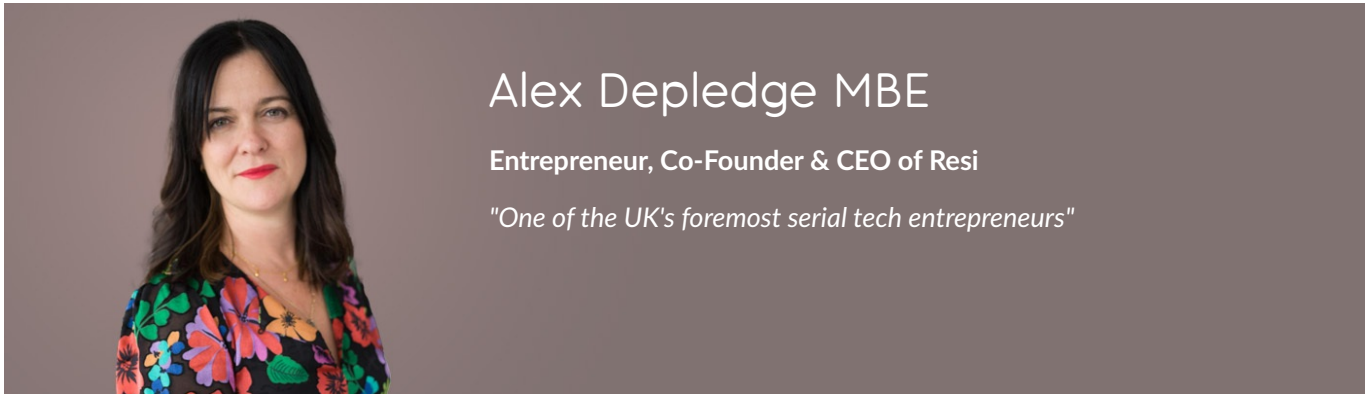 Alex Depledge MBE
Entrepreneur, Co-Founder & CEO of Resi
"One of the UK's foremost serial tech entrepreneurs"